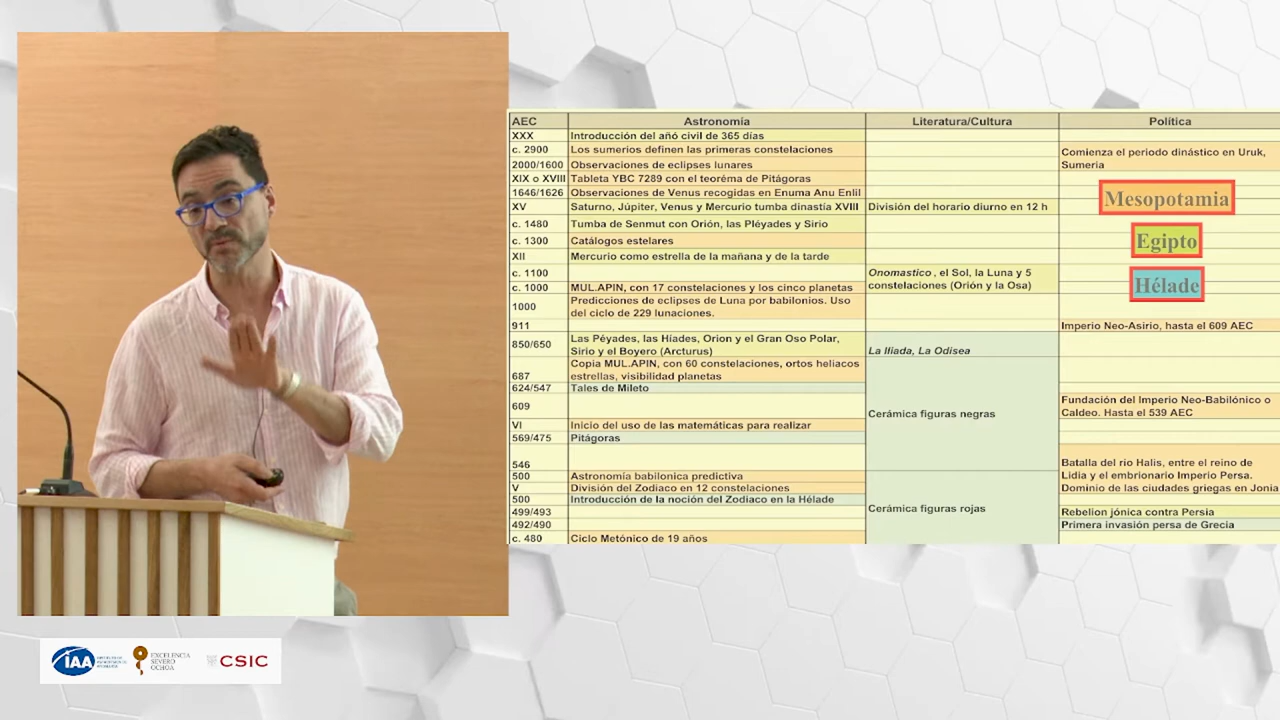 AEC Astronomía Literatura/Cultura Política
XXX Introducción del añó civil de 365 días
c. 2900 Los sumerios definen las primeras constelaciones
Comienza el periodo dinástico en Uruk,
Sumeria
2000/1600 Observaciones de eclipses lunares
XIX o XVIII Tableta YBC 7289 con el teoréma de Pitágoras
1646/1626 Observaciones de Venus recogidas en Enuma Anu Enlil
Mesopotamia
XV Saturno, Júpiter, Venus y Mercurio tumba dinastía XVIII División del horario diurno en 12 h
c. 1480 Tumba de Senmut con Orión, las Pléyades y Sirio
c. 1300 Catálogos estelares
Egipto
XII Mercurio como estrella de la mañana y de la tarde
c. 1100
Onomastico, el Sol, la Luna y 5
constelaciones (Orión y la Osa)
Hélade
c. 1000 MUL.APIN, con 17 constelaciones y los cinco planetas
1000 Predicciones de eclipses de Luna por babilonios. Uso
del ciclo de 229 lunaciones.
911 Imperio Neo-Asirio, hasta el 609 AEC
850/650 Las Péyades, las Híades, Orion y el Gran Oso Polar,
Sirio y el Boyero (Arcturus)
La Iliada, La Odisea
687 Copia MUL.APIN, con 60 constelaciones, ortos heliacos
estrellas, visibilidad planetas
624/547 Tales de Mileto
609
Fundación del Imperio Neo-Babilónico o
Caldeo. Hasta el 539 AEC
Cerámica figuras negras
VI Inicio del uso de las matemáticas para realizar
569/475 Pitágoras
546
Batalla del río Halis, entre el reino de
Lidia y el embrionario Imperio Persa.
Dominio de las ciudades griegas en Jonia
500 Astronomía babilonica predictiva
V División del Zodiaco en 12 constelaciones
500 Introducción de la noción del Zodiaco en la Hélade
Cerámica figuras rojas
499/493 Rebelion jónica contra Persia
492/490 Primera invasión persa de Grecia
c. 480 Ciclo Metónico de 19 años
IAA
EXCELENCIA
SEVERO
OCHOA
CSIC